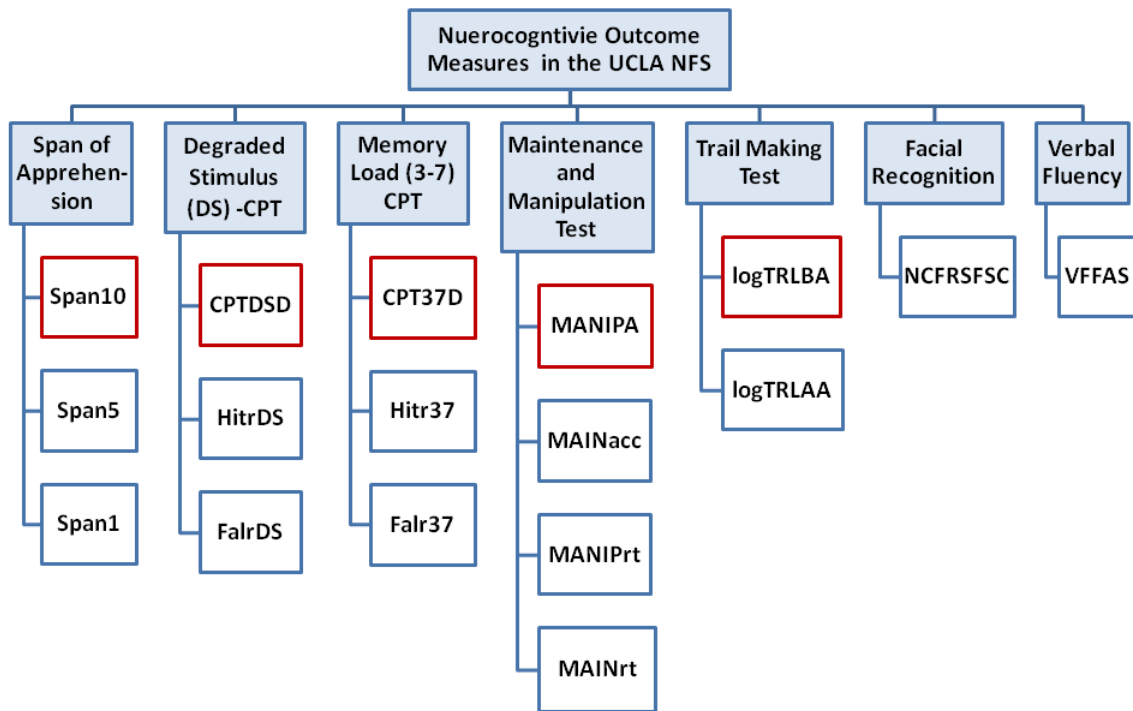 Nuerocogntivie Outcome
Measures in the UCLA NFS
Span of
Apprehen-
sion
Degraded
Stimulus
(DS) -CPT
Memory
Load (3-7)
CPT
Maintenance
and
Manipulation
Test
Trail Making
Test
Facial
Recognition
Verbal
Fluency
Span10
Span5
Span1
CPTDSD
HitrDS
FalrDS
CPT37D
Hitr37
Falr37
MANIPA
MAINacc
MANIPrt
MAINrt
logTRLBA
logTRLAA
NCFRSFSC
VFFAS